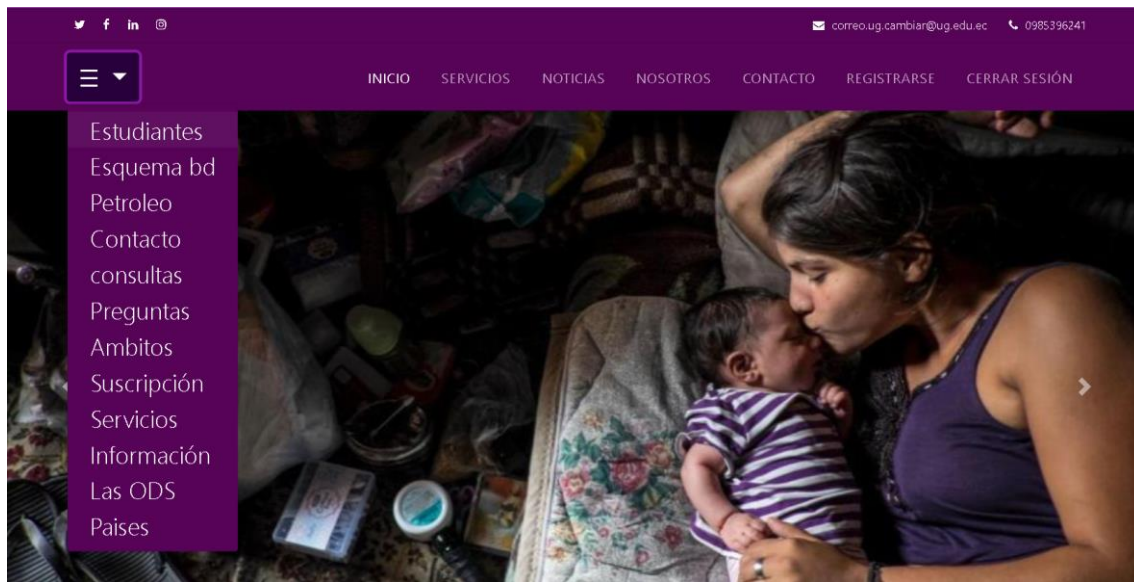 correo.ug.cambiar@ug.edu.ec 0985396241
INICIO SERVICIOS NOTICIAS NOSOTROS CONTACTO REGISTRARSE CERRAR SESIÓN
Estudiantes
Esquema bd
Petroleo
Contacto
consultas
Preguntas
Ambitos
Suscripción
Servicios
Información
Las ODS
Paises